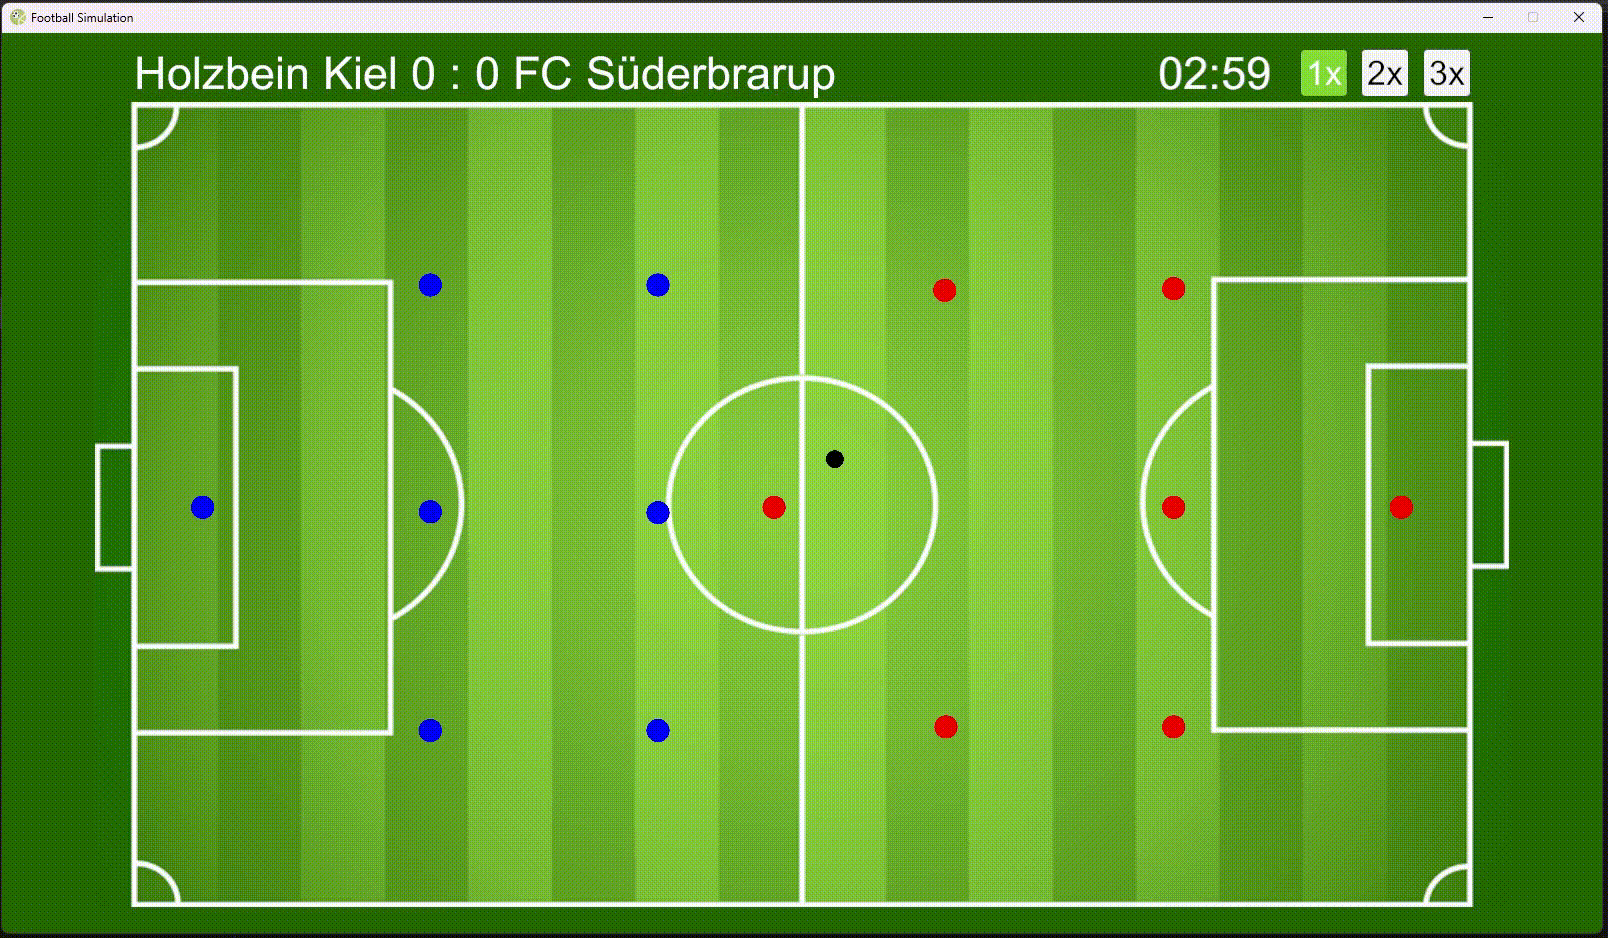 Football Simulation
Holzbein Kiel 0 : 0 FC Süderbrarup 02:59 1x 2x 3x